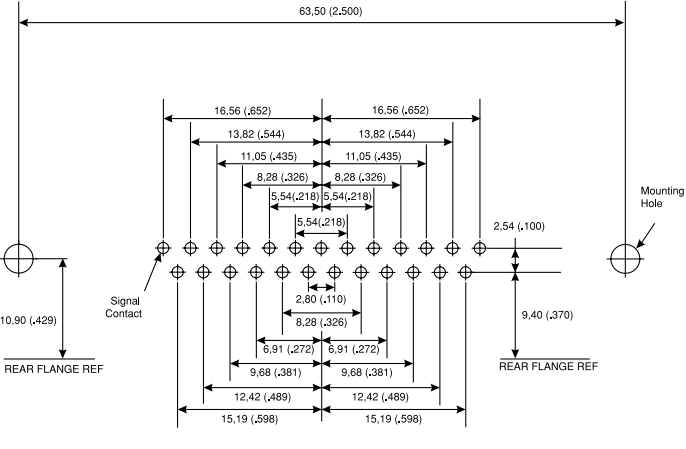 63,50 (2.500)
16,56 (.652) 16,56 (.652)
13,82 (.544) 13,82 (.544)
11,05 (.435) 11,05 (.435)
8,28 (.326) 8,28 (.326)
5,54(.218) 5,54(.218)
5,54(.218)
Mounting
Hole
2,54 (.100)
Signal
Contact
2,80 (.110)
8,28 (.326)
10,90 (.429)
9,40 (.370)
6,91 (.272) 6,91 (.272)
REAR FLANGE REF REAR FLANGE REF
9,68 (.381) 9,68 (.381)
12,42 (.489) 12,42 (.489)
15,19 (.598) 15,19 (.598)